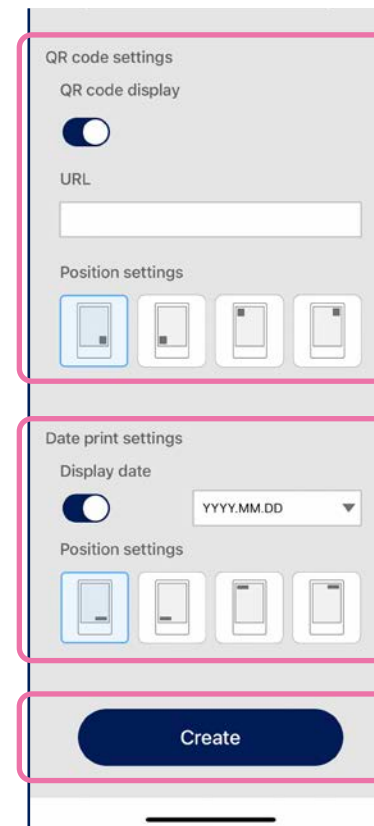 QR code settings
QR code display
URL
Position settings
Date print settings
Display date
YYYY.MM.DD
Position settings
Create